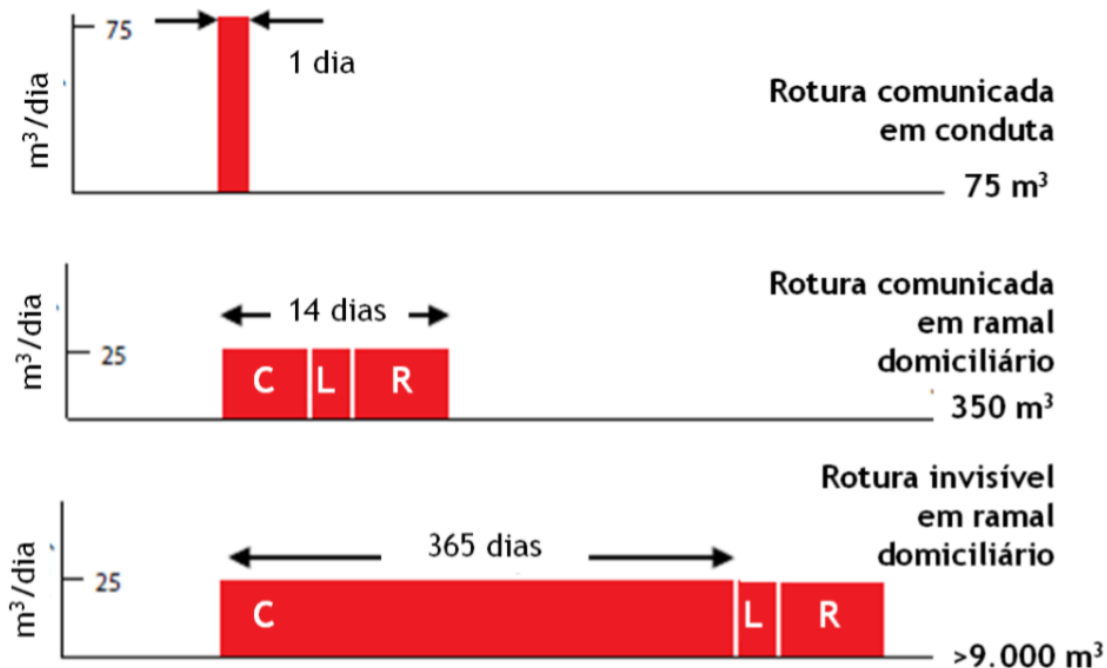 75
m³/dia
1 dia
Rotura comunicada
em conduta
75 m³
m³/dia
25
14 dias
C L R
Rotura comunicada
em ramal
domiciliário
350 m³
m³/dia
25
365 dias
C L R
Rotura invisível
em ramal
domiciliário
>9.000 m³